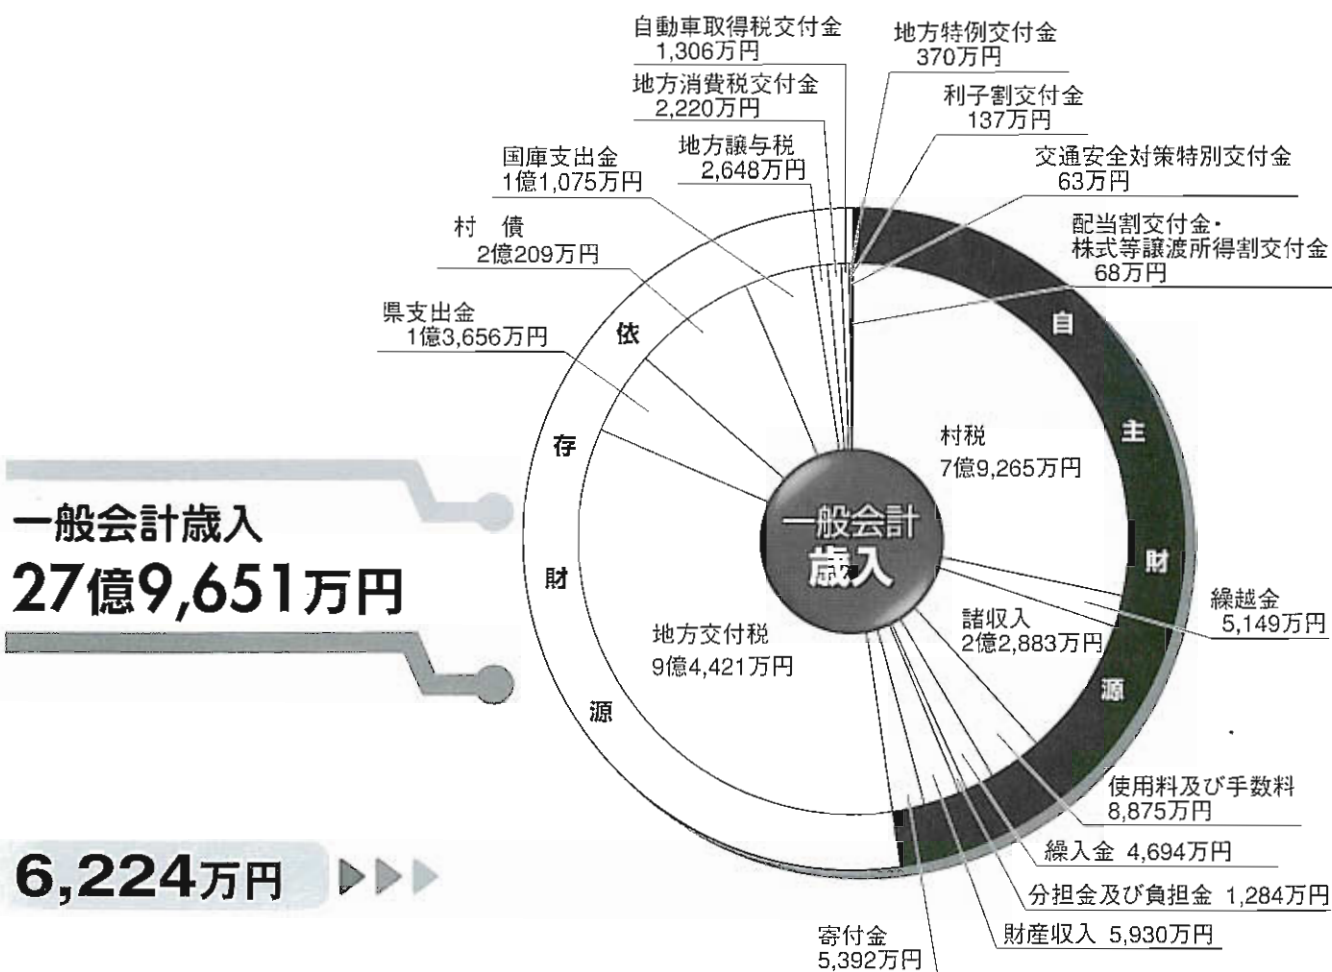 自動車取得税交付金
1,306万円
地方特例交付金
370万円
地方消費税交付金
2,220万円
利子割交付金
137万円
国庫支出金
1億1,075万円
地方譲与税
2,648万円
交通安全対策特別交付金
63万円
村 債
2億209万円
配当割交付金・
株式等譲渡所得割交付金
68万円
県支出金
1億3,656万円
依存財源
自主財源
村税
7億9,265万円
一般会計
歳入
一般会計歳入
27億9,651万円
繰越金
5,149万円
諸収入
2億2,883万円
地方交付税
9億4,421万円
使用料及び手数料
8,875万円
繰入金 4,694万円
分担金及び負担金 1,284万円
財産収入 5,930万円
寄付金
5,392万円
6,224万円